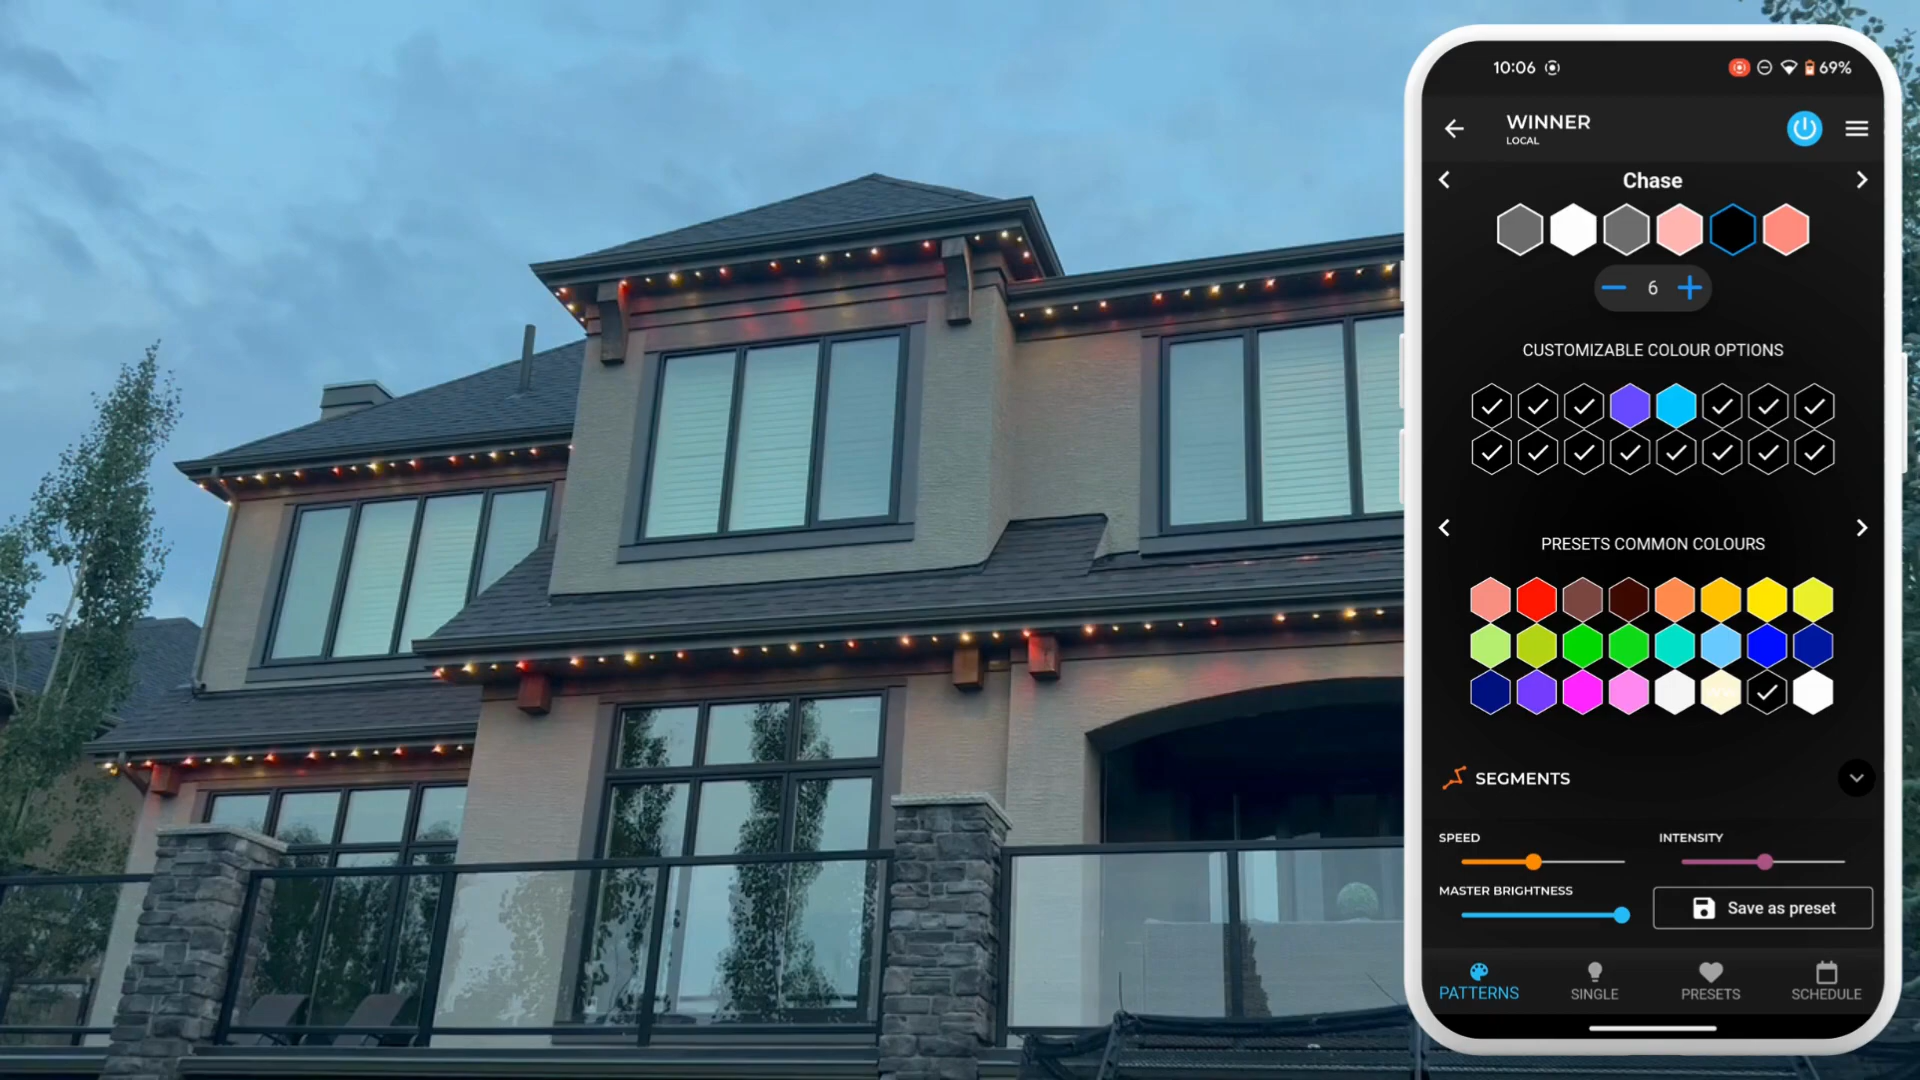 10:06
69%
WINNER
LOCAL
Chase
6
CUSTOMIZABLE COLOUR OPTIONS
PRESETS COMMON COLOURS
SEGMENTS
SPEED
INTENSITY
MASTER BRIGHTNESS
Save as preset
PATTERNS
SINGLE
PRESETS
SCHEDULE